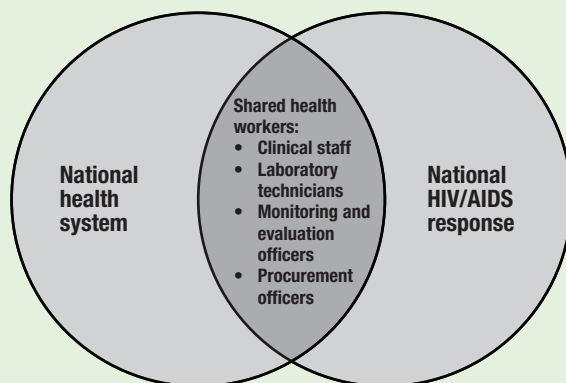 National
health
system
Shared health
workers:
• Clinical staff
• Laboratory
technicians
• Monitoring and
evaluation
officers
• Procurement
officers
National
HIV/AIDS
response